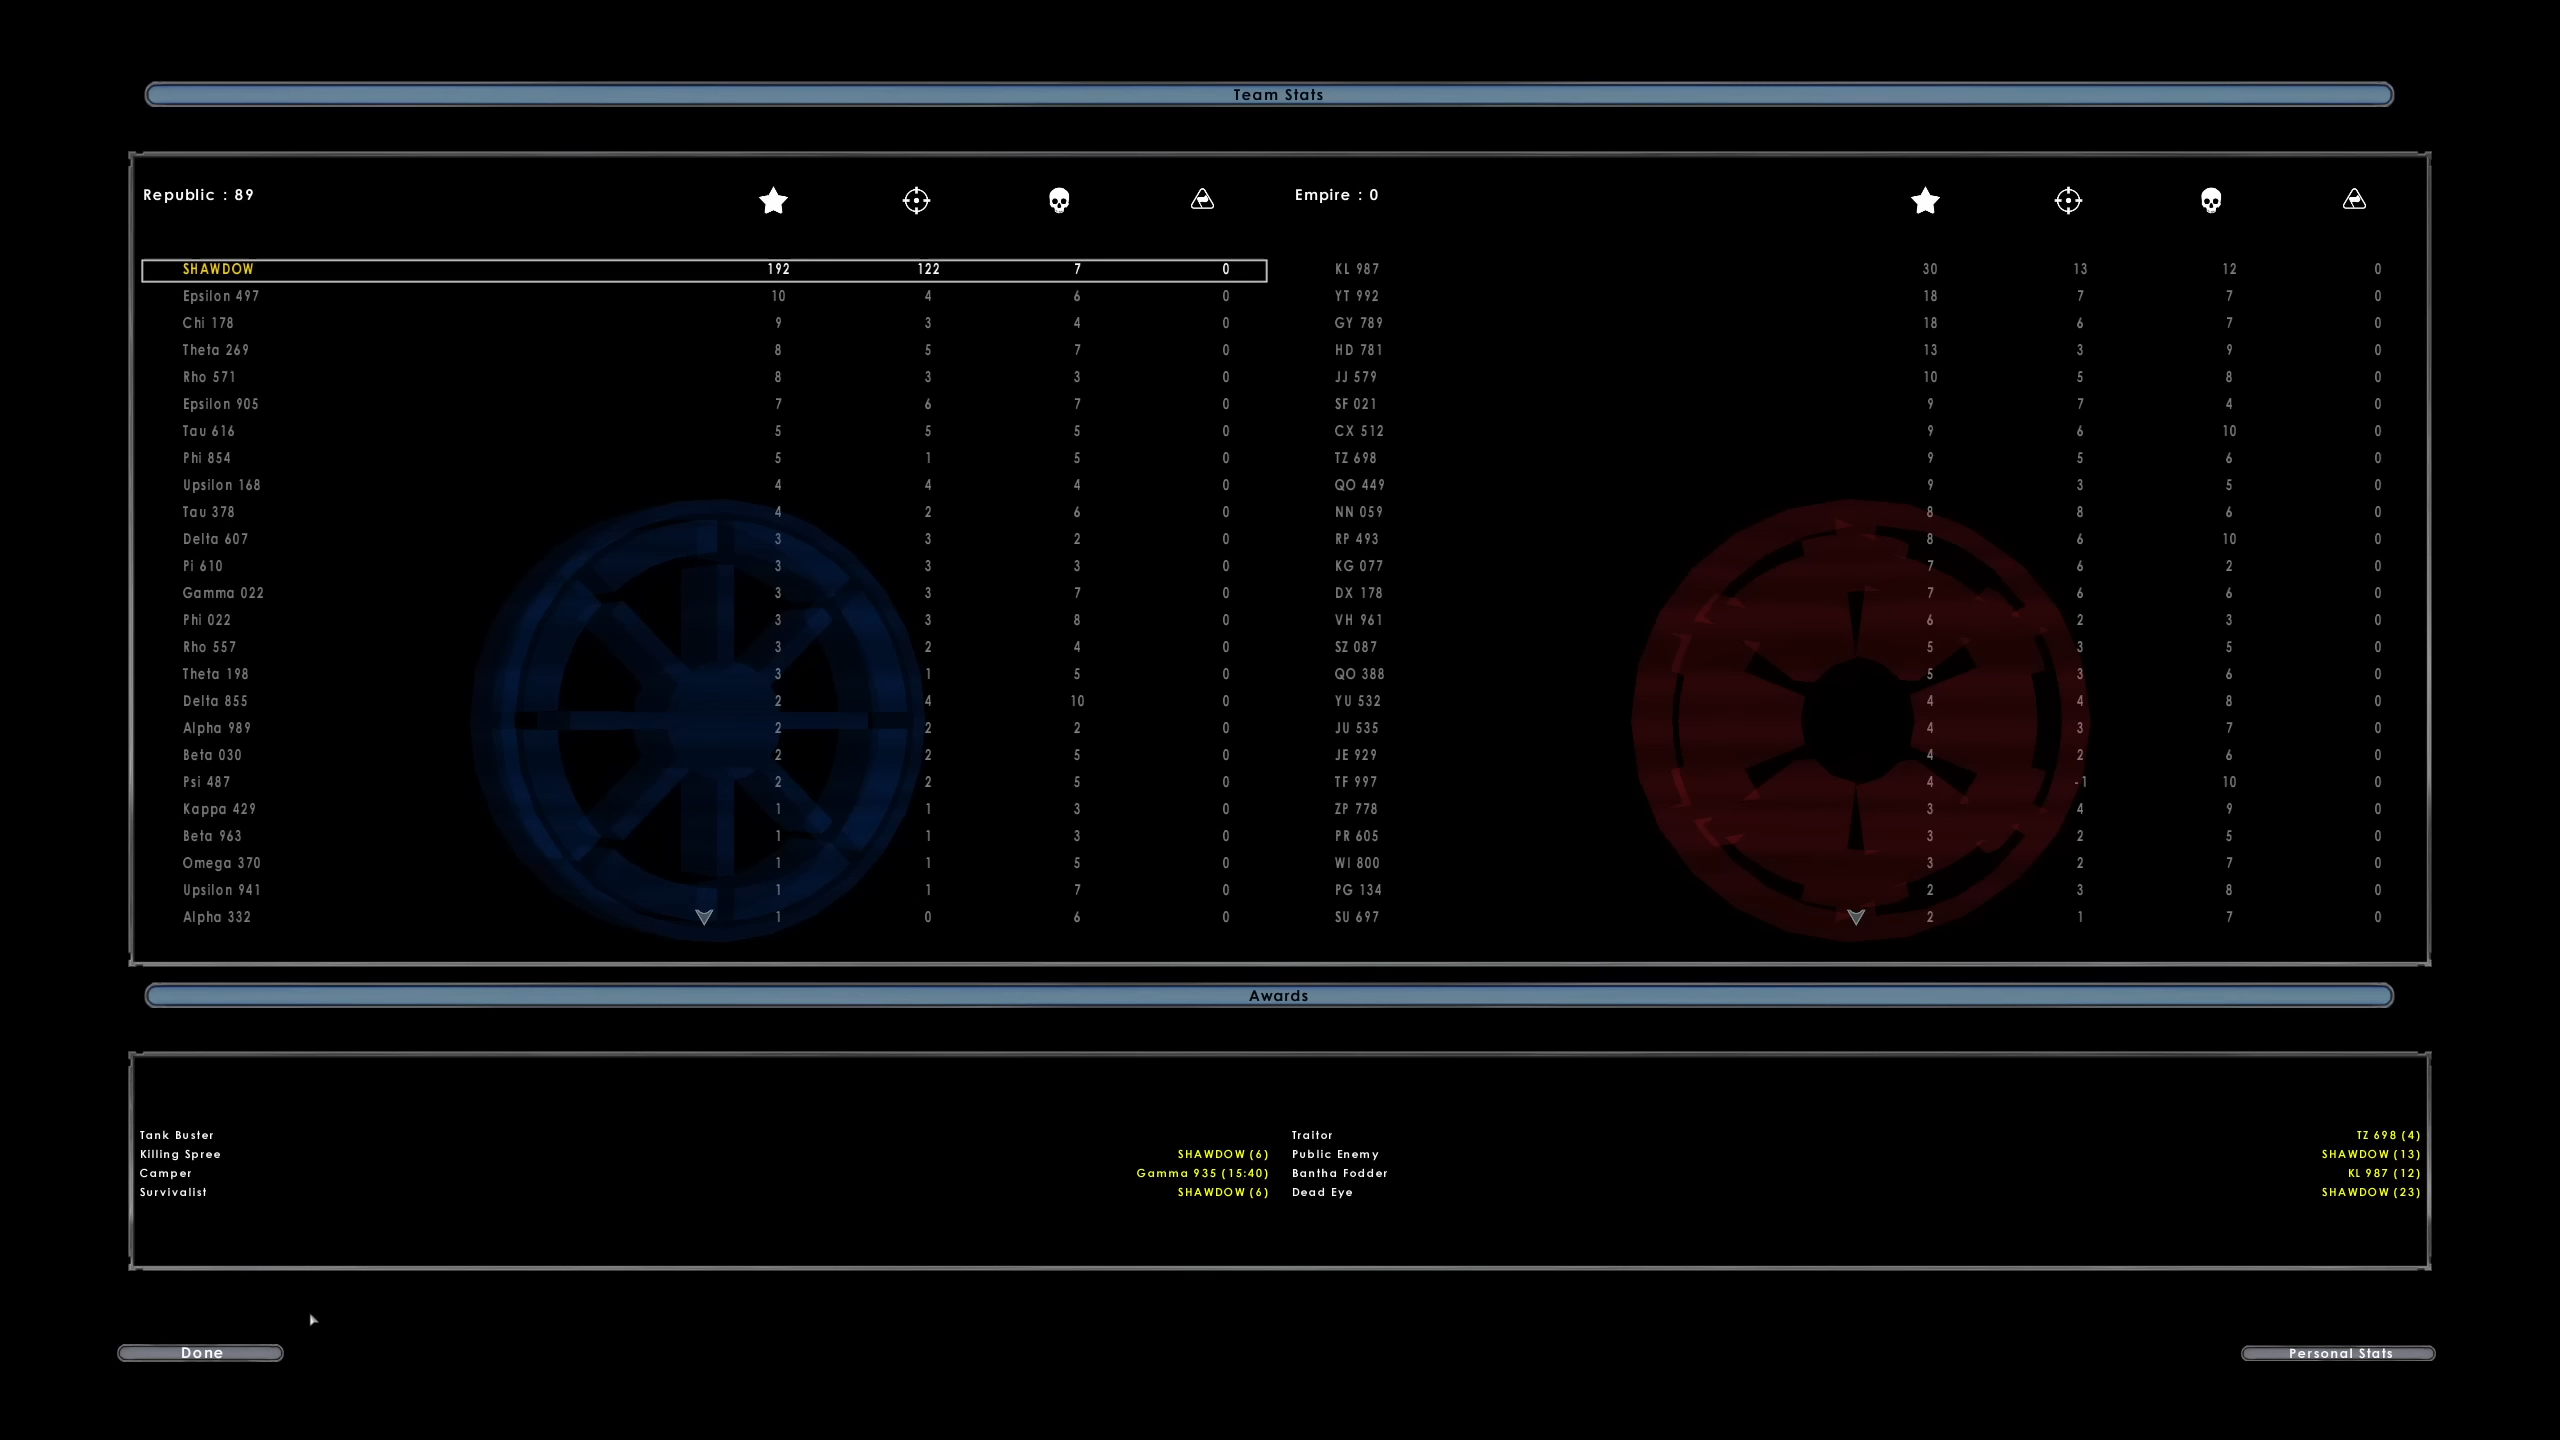 Team Stats
Republic : 89
Empire : 0
SHAWDOW 192 122 7 0 KL 987 30 13 12 0
Epsilon 497 10 4 6 0 YT 992 18 7 7 0
Chi 178 9 3 4 0 GY 789 18 6 7 0
Theta 269 8 5 7 0 HD 781 13 3 9 0
Rho 571 8 3 3 0 JJ 579 10 5 8 0
Epsilon 905 7 6 7 0 SF 021 9 7 4 0
Tau 616 5 5 5 0 CX 512 9 6 10 0
Phi 854 5 1 5 0 TZ 698 9 5 6 0
Upsilon 168 4 4 4 0 QO 449 9 3 5 0
Tau 378 4 2 6 0 NN 059 8 8 6 0
Delta 607 3 3 2 0 RP 493 8 6 10 0
Pi 610 3 3 3 0 KG 077 7 6 2 0
Gamma 022 3 3 7 0 DX 178 7 6 6 0
Phi 022 3 3 8 0 VH 961 6 2 3 0
Rho 557 3 2 4 0 SZ 087 5 3 5 0
Theta 198 3 1 5 0 QO 388 5 3 6 0
Delta 855 2 4 10 0 YU 532 4 4 8 0
Alpha 989 2 2 2 0 JU 535 4 3 7 0
Beta 030 2 2 5 0 JE 929 4 2 6 0
Psi 487 2 2 5 0 TF 997 4 -1 10 0
Kappa 429 1 1 3 0 ZP 778 3 4 9 0
Beta 963 1 1 3 0 PR 605 3 2 5 0
Omega 370 1 1 5 0 WI 800 3 2 7 0
Upsilon 941 1 1 7 0 PG 134 2 3 8 0
Alpha 332 1 0 6 0 SU 697 2 1 7 0
Awards
Tank Buster Traitor TZ 698 (4)
Killing Spree SHAWDOW (6) Public Enemy SHAWDOW (13)
Camper Gamma 935 (15:40) Bantha Fodder KL 987 (12)
Survivalist SHAWDOW (6) Dead Eye SHAWDOW (23)
Done
Personal Stats